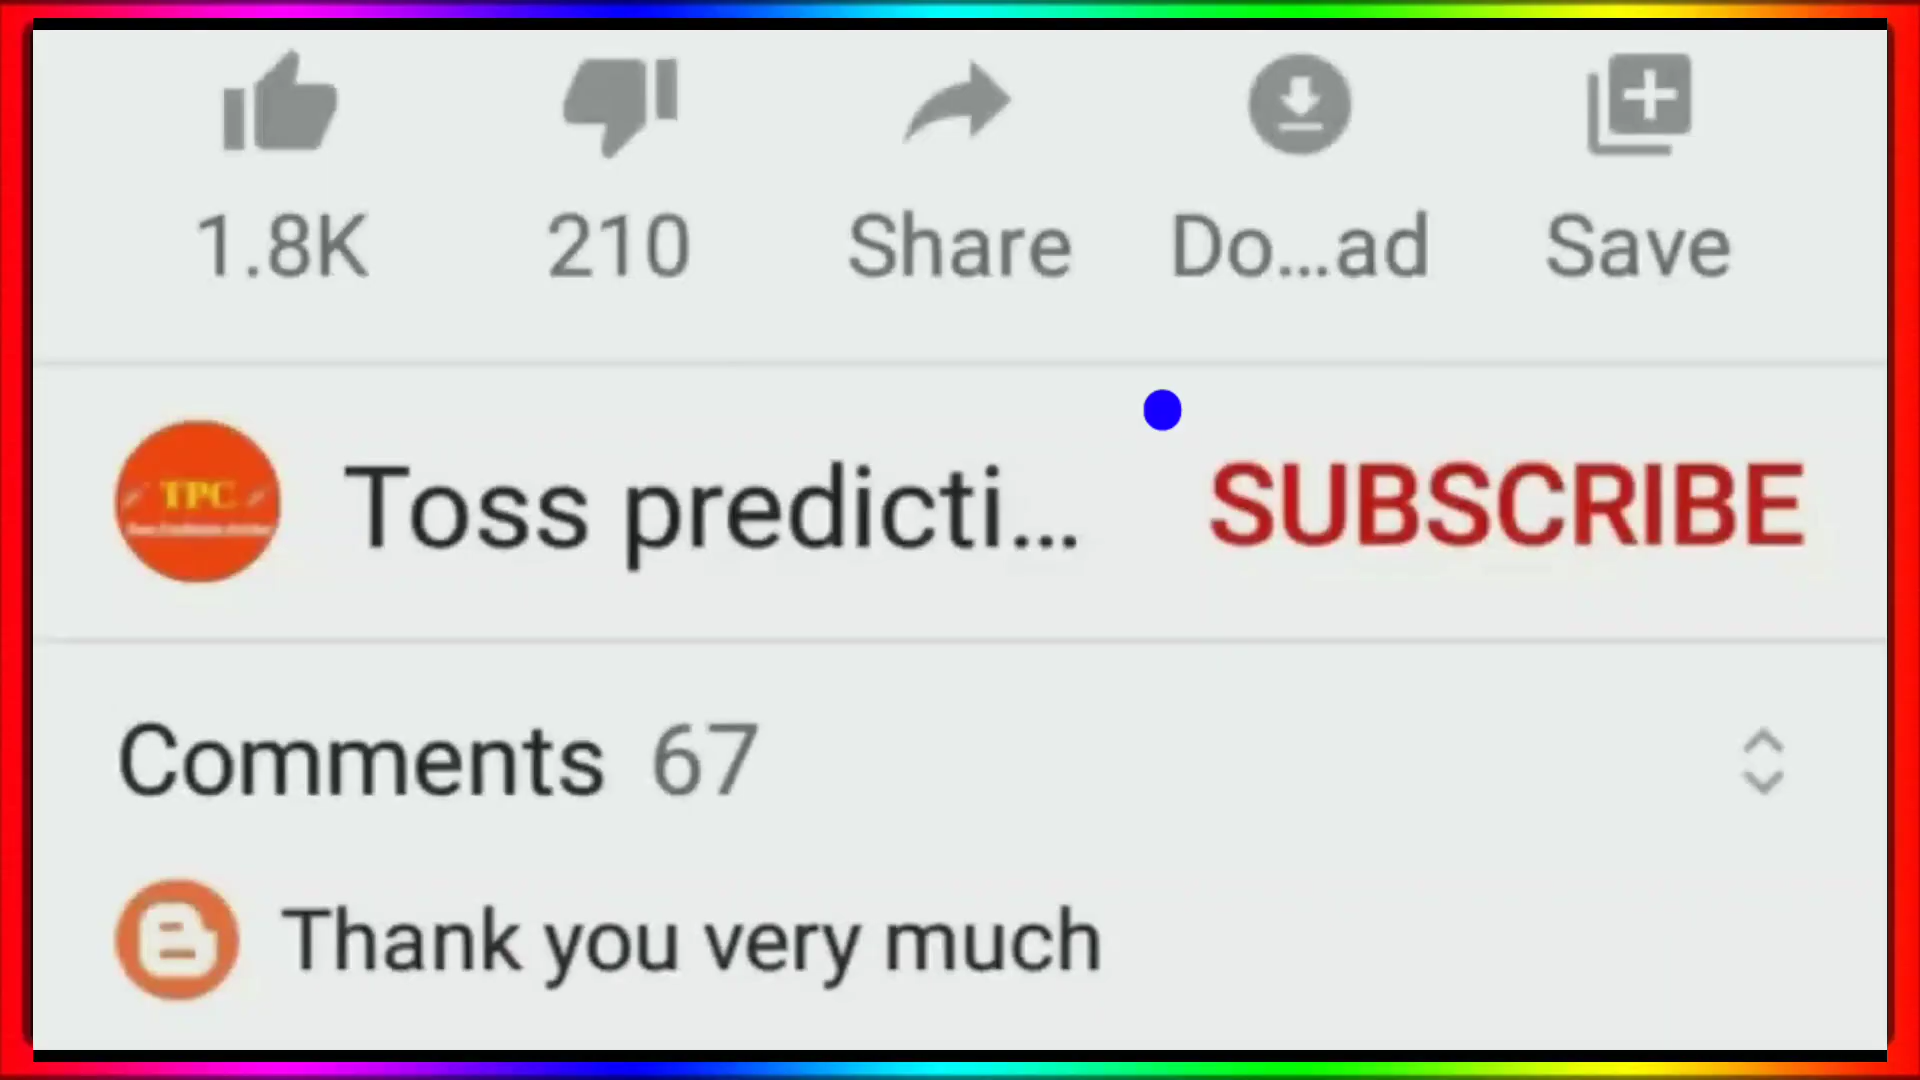 1.8K 210 Share Do...ad Save
TPC
Toss predicti... SUBSCRIBE
Comments 67
Thank you very much